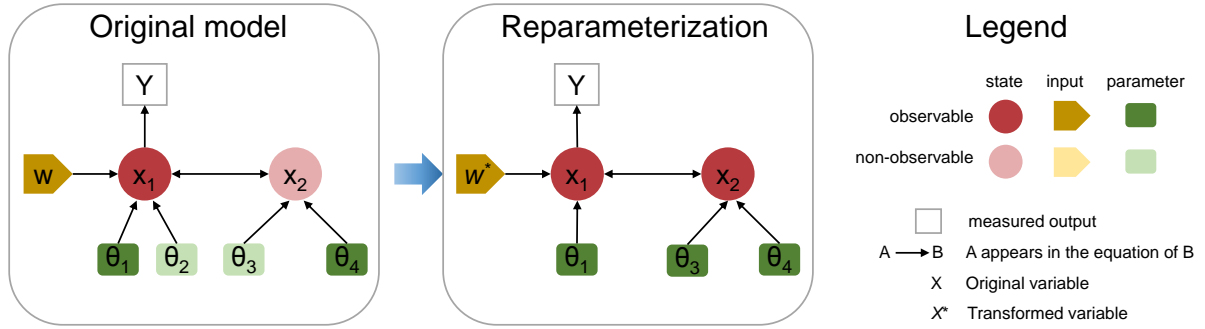 Original model
Y
w
x1
x2
θ1
θ2
θ3
θ4
Reparameterization
Y
w*
x1
x2
θ1
θ3
θ4
Legend
state input parameter
observable
non-observable
measured output
A B A appears in the equation of B
X Original variable
X* Transformed variable